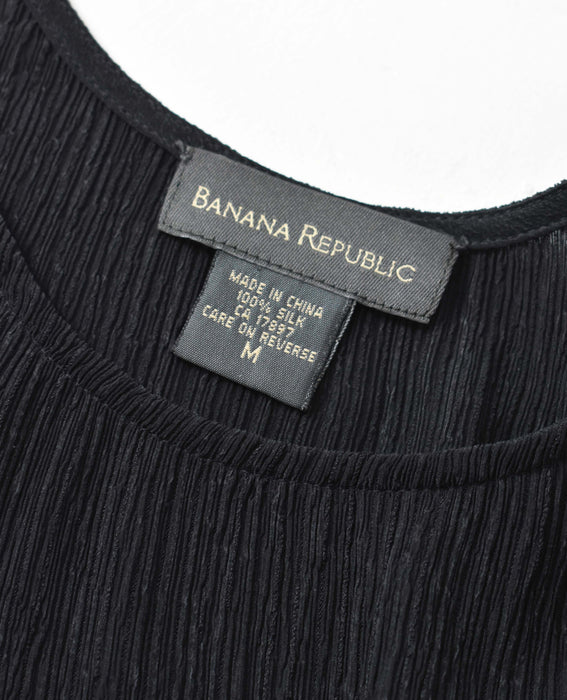 BANANA REPUBLIC
MADE IN CHINA
100% SILK
CA 17897
CARE ON REVERSE
M